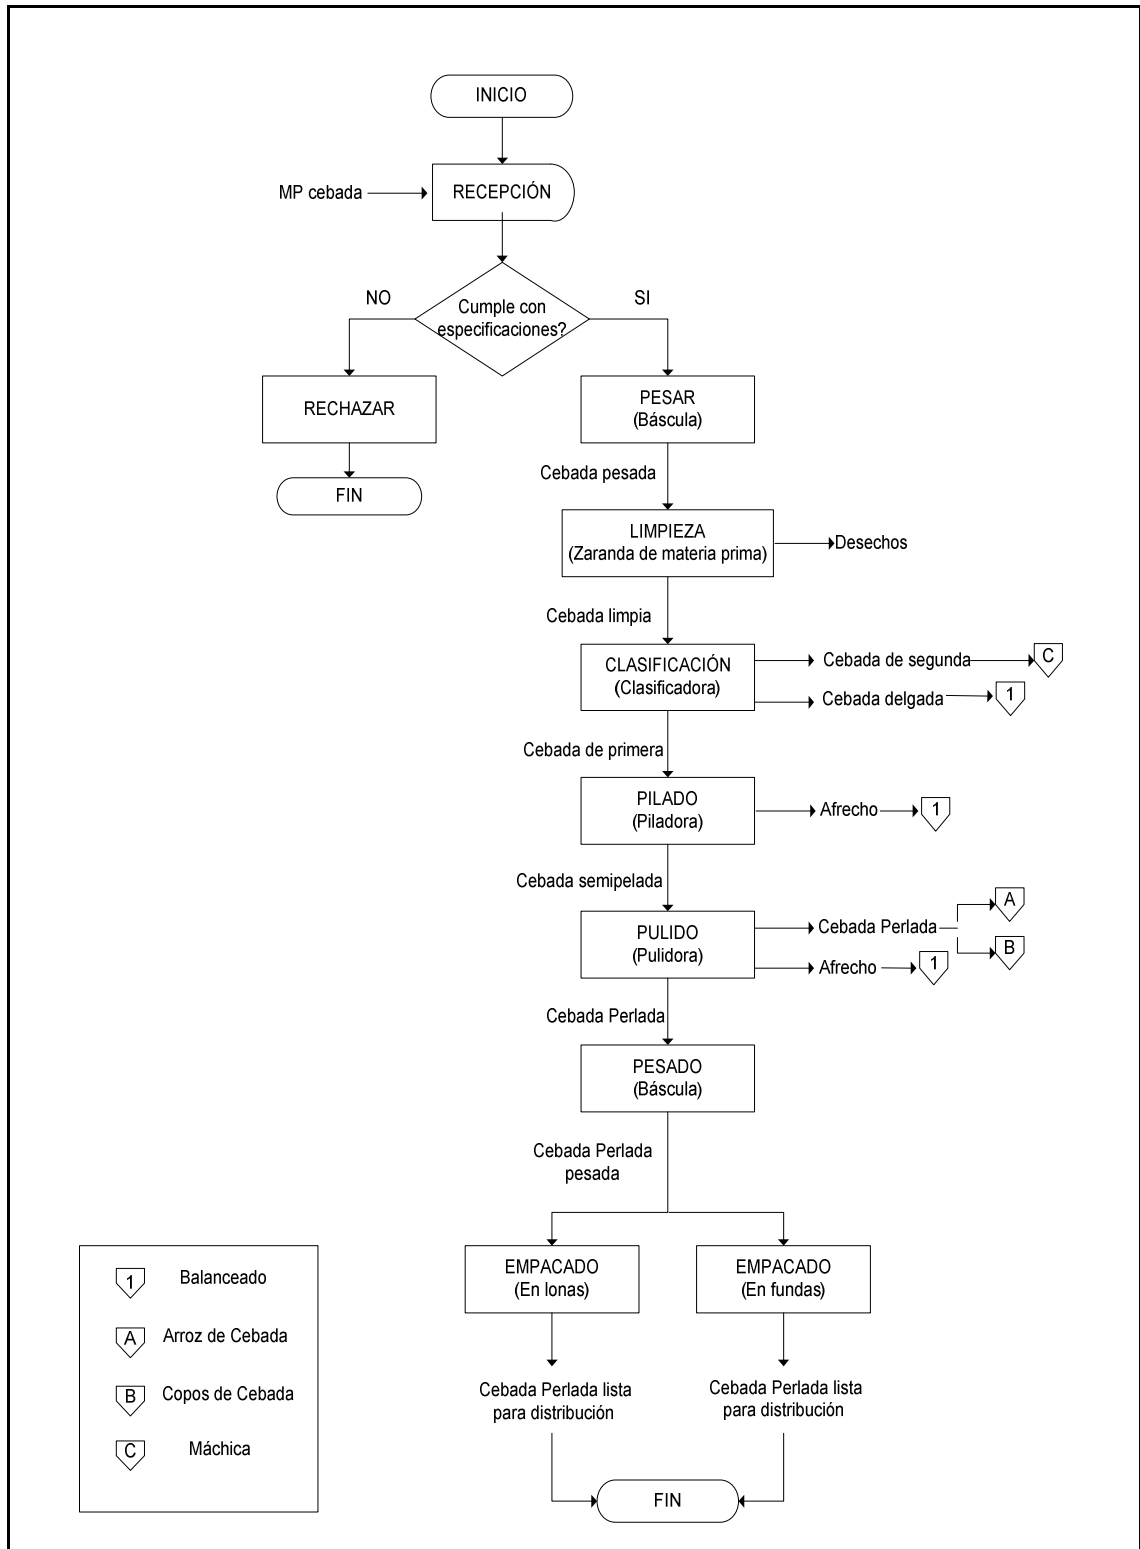 INICIO
MP cebada
RECEPCIÓN
NO
SI
Cumple con
especificaciones?
RECHAZAR
PESAR
(Báscula)
FIN
Cebada pesada
LIMPIEZA
(Zaranda de materia prima)
Desechos
Cebada limpia
CLASIFICACIÓN
(Clasificadora)
Cebada de segunda
C
Cebada delgada
1
Cebada de primera
PILADO
(Piladora)
Afrecho
1
Cebada semipelada
PULIDO
(Pulidora)
Cebada Perlada
A
B
Afrecho
1
Cebada Perlada
PESADO
(Báscula)
Cebada Perlada
pesada
EMPACADO
(En lonas)
EMPACADO
(En fundas)
Cebada Perlada lista
para distribución
Cebada Perlada lista
para distribución
FIN
1 Balanceado
A Arroz de Cebada
B Copos de Cebada
C Máchica